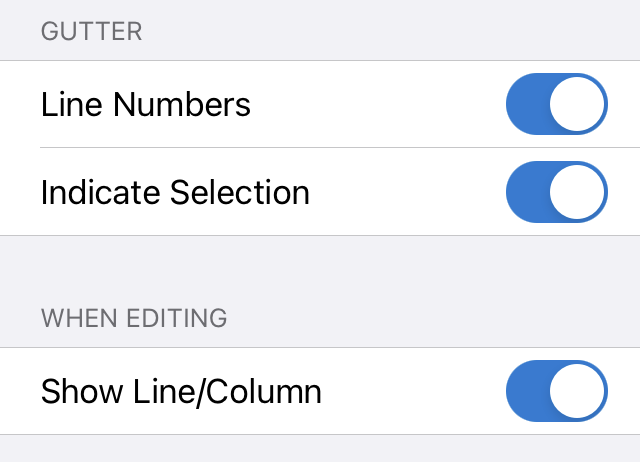 GUTTER
Line Numbers
Indicate Selection
WHEN EDITING
Show Line/Column